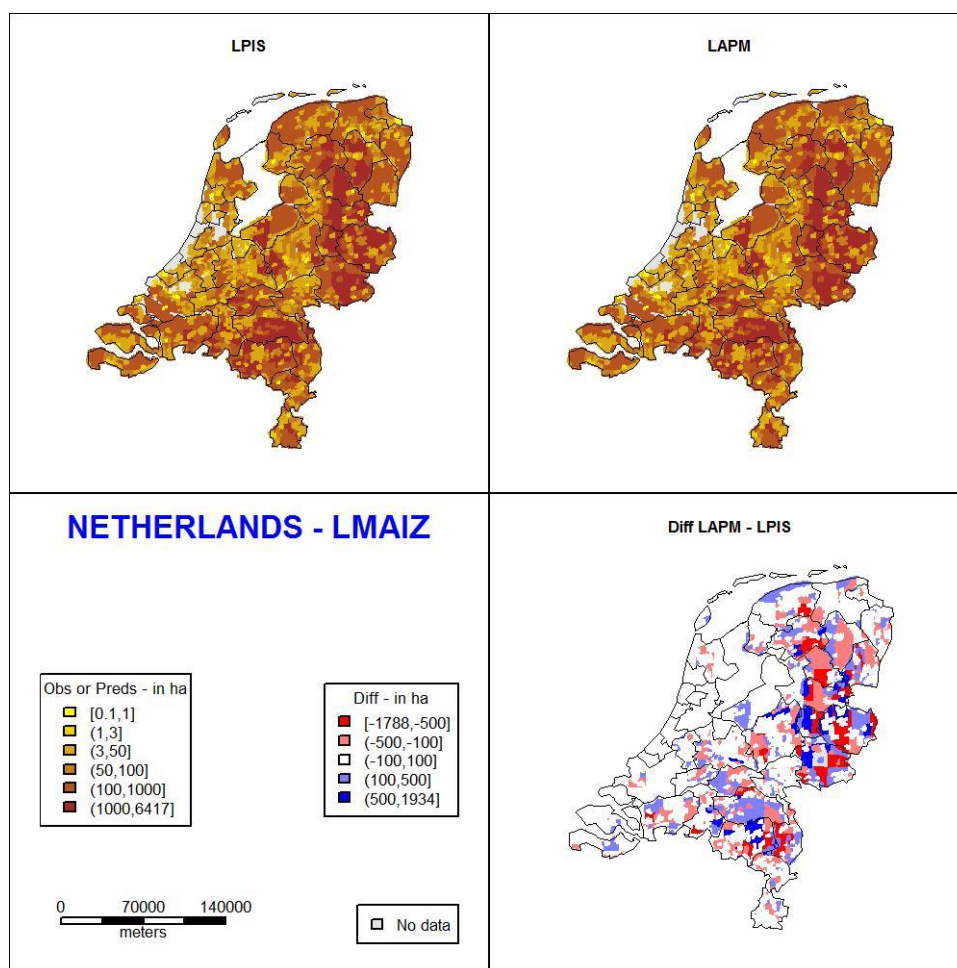 LPIS
LAPM
NETHERLANDS - LMAIZ
Diff LAPM - LPIS
Obs or Preds - in ha
[0.1,1]
(1,3]
(3,50]
(50,100]
(100,1000]
(1000,6417]
Diff - in ha
[-1788,-500]
(-500,-100]
(-100,100]
(100,500]
(500,1934]
0 70000 140000
meters
No data